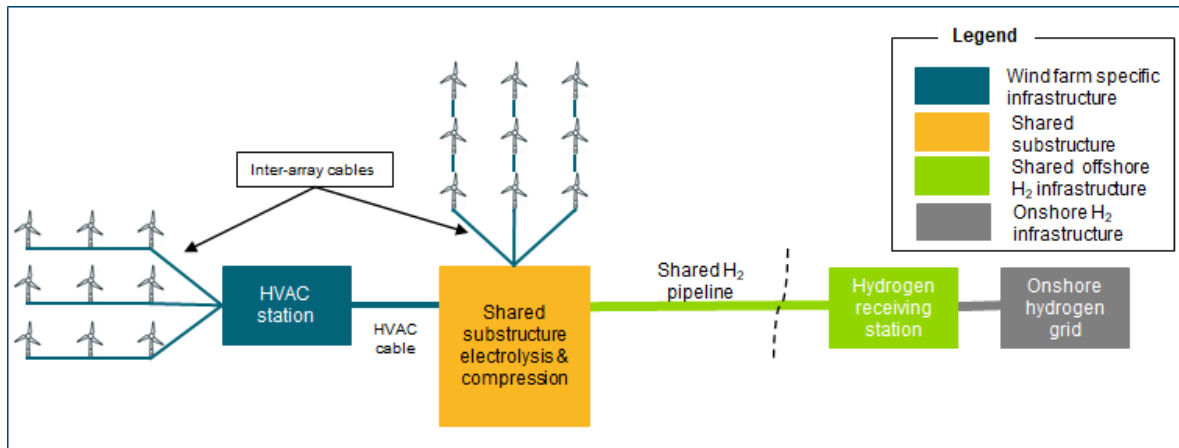 Legend
Wind farm specific
infrastructure
Shared
substructure
Shared offshore
H₂ infrastructure
Onshore H₂
infrastructure
Inter-array cables
HVAC
station
HVAC
cable
Shared
substructure
electrolysis &
compression
Shared H₂
pipeline
Hydrogen
receiving
station
Onshore
hydrogen
grid